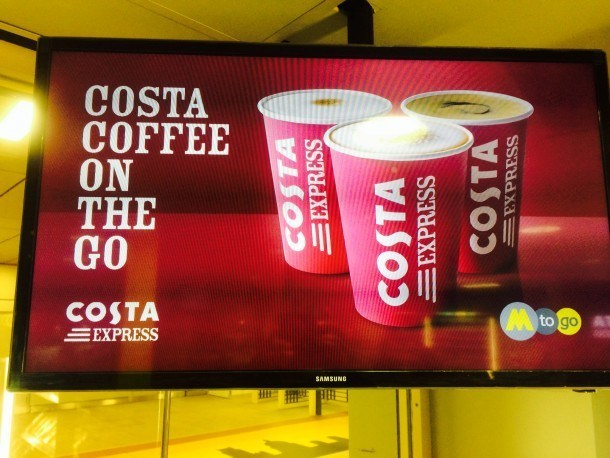 COSTA
COFFEE
ON
THE
GO
COSTA
EXPRESS
COSTA
EXPRESS
COSTA
EXPRESS
COSTA
EXPRESS
M to go
SAMSUNG